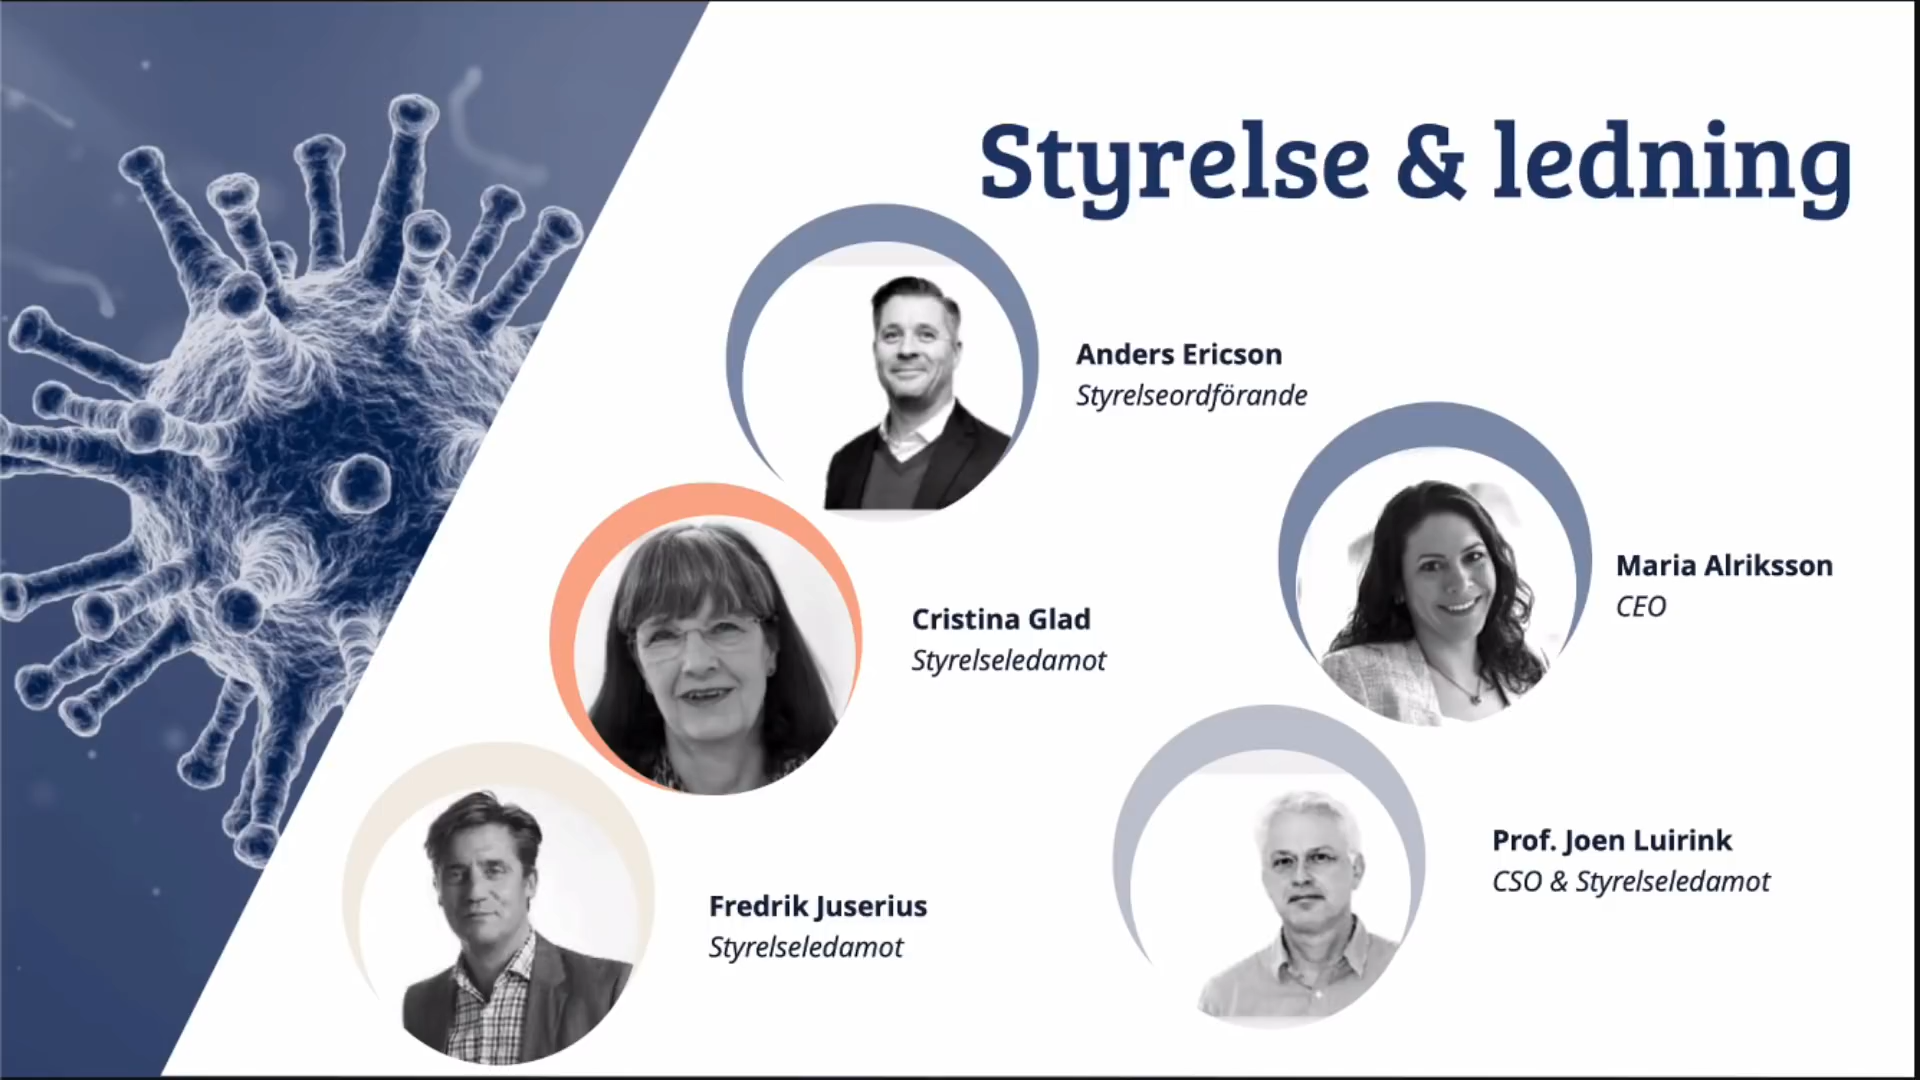 Styrelse & ledning
Anders Ericson
Styrelseordförande
Maria Alriksson
CEO
Cristina Glad
Styrelseledamot
Prof. Joen Luirink
CSO & Styrelseledamot
Fredrik Juserius
Styrelseledamot